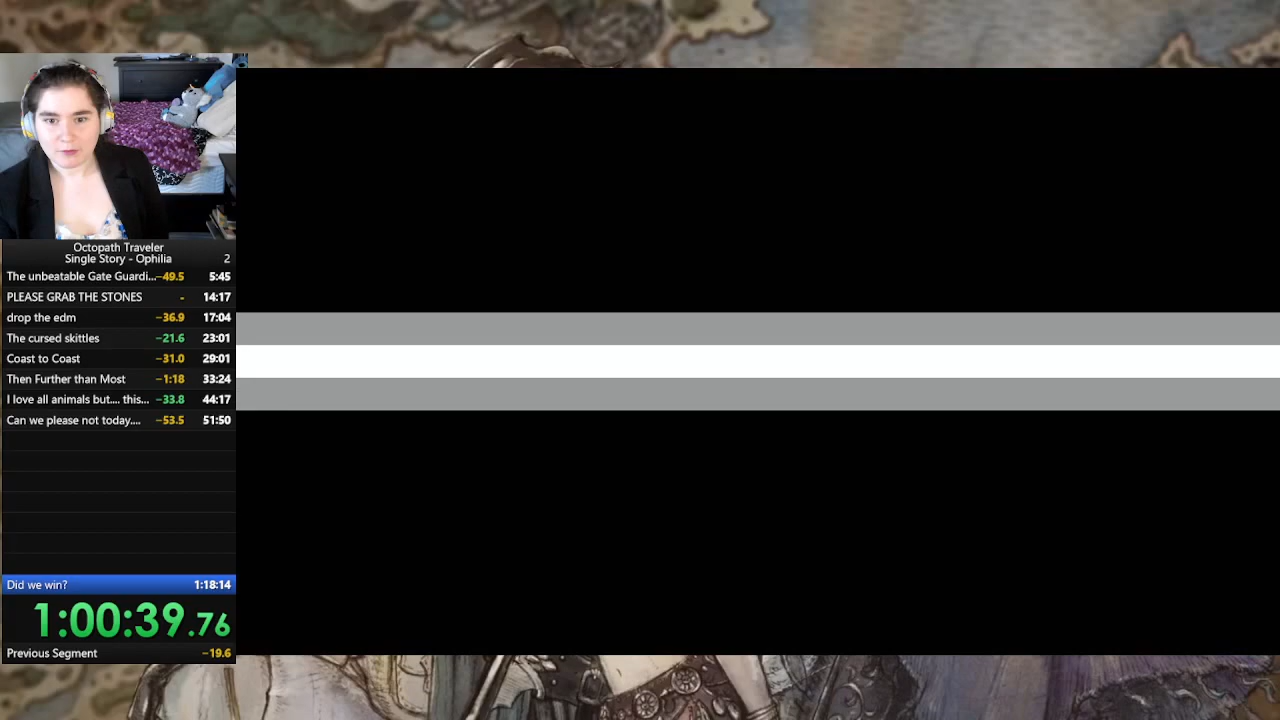 Octopath Traveler
Single Story - Ophilia 2
The unbeatable Gate Guardi... −49.5 5:45
PLEASE GRAB THE STONES - 14:17
drop the edm −36.9 17:04
The cursed skittles −21.6 23:01
Coast to Coast −31.0 29:01
Then Further than Most −1:18 33:24
I love all animals but.... this... −33.8 44:17
Can we please not today.... −53.5 51:50
Did we win? 1:18:14
1:00:39.76
Previous Segment −19.6